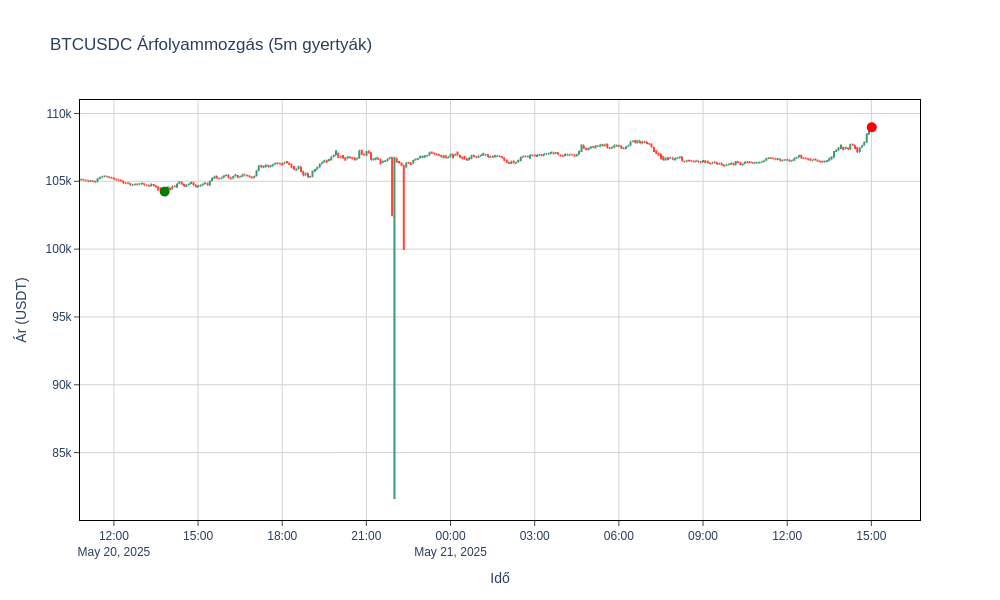 BTCUSDC Árfolyammozgás (5m gyertyák)
110k
105k
100k
95k
90k
85k
Ár (USDT)
12:00 15:00 18:00 21:00 00:00 03:00 06:00 09:00 12:00 15:00
May 20, 2025 May 21, 2025
Idő